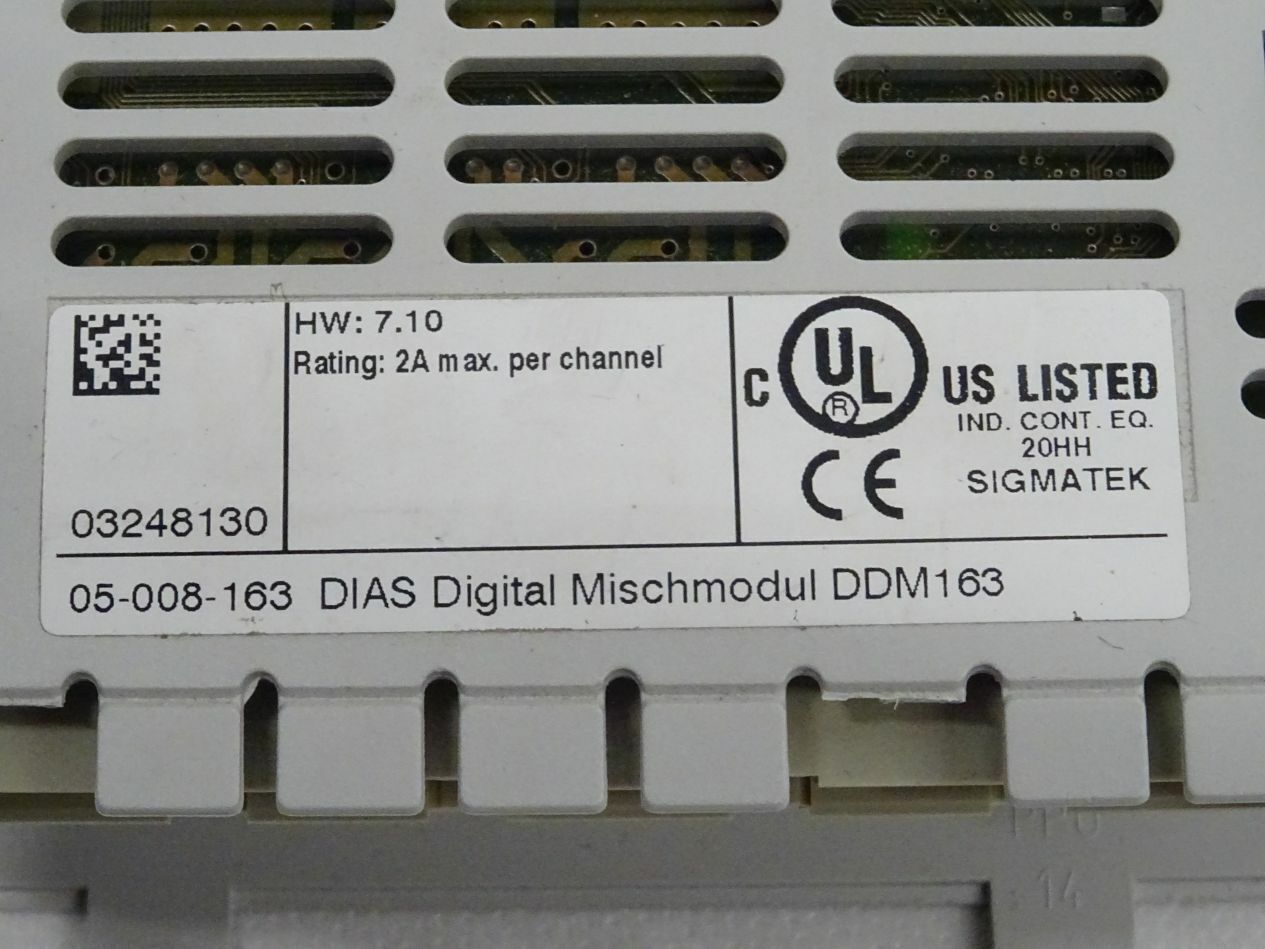 HW: 7.10
Rating: 2A max. per channel
C UL ® US LISTED
IND. CONT. EQ.
20HH
CE
SIGMATEK
03248130
05-008-163 DIAS Digital Mischmodul DDM163
14